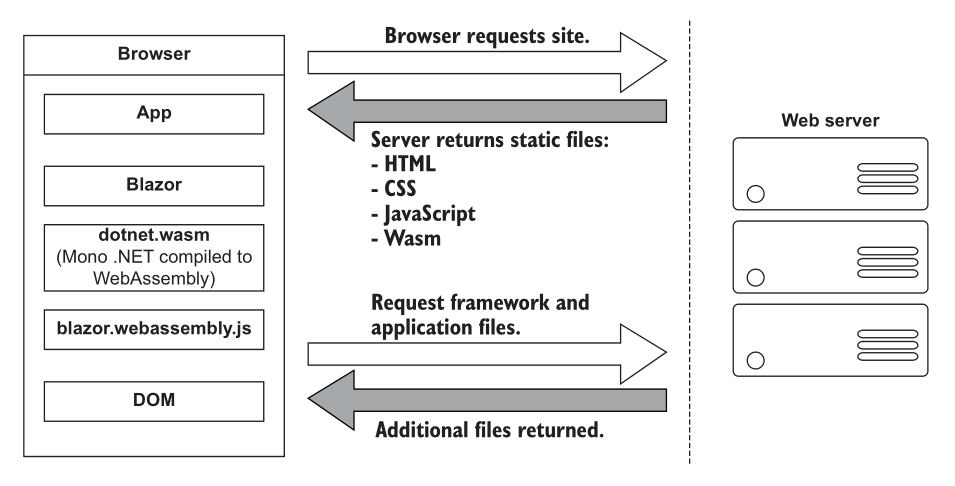 Browser
App
Blazor
dotnet.wasm
(Mono .NET compiled to
WebAssembly)
blazor.webassembly.js
DOM
Browser requests site.
Server returns static files:
- HTML
- CSS
- JavaScript
- Wasm
Request framework and
application files.
Additional files returned.
Web server